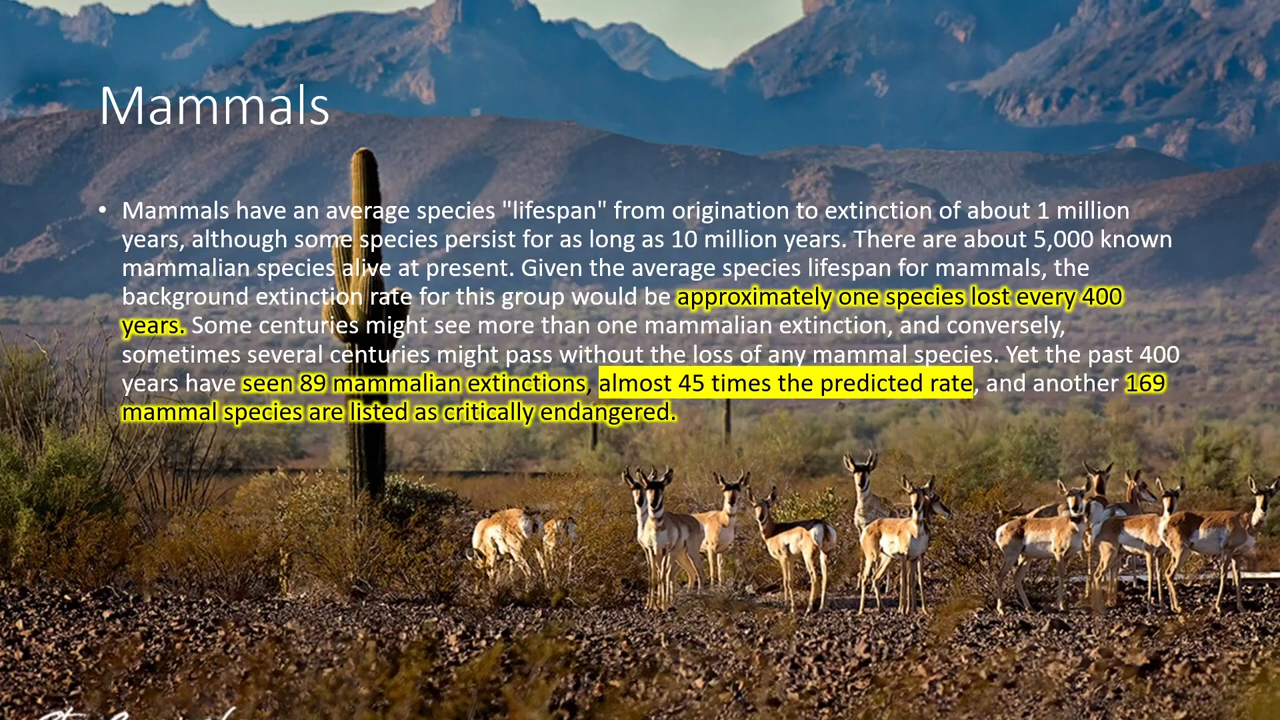 Mammals
• Mammals have an average species "lifespan" from origination to extinction of about 1 million
years, although some species persist for as long as 10 million years. There are about 5,000 known
mammalian species alive at present. Given the average species lifespan for mammals, the
background extinction rate for this group would be approximately one species lost every 400
years. Some centuries might see more than one mammalian extinction, and conversely,
sometimes several centuries might pass without the loss of any mammal species. Yet the past 400
years have seen 89 mammalian extinctions, almost 45 times the predicted rate, and another 169
mammal species are listed as critically endangered.